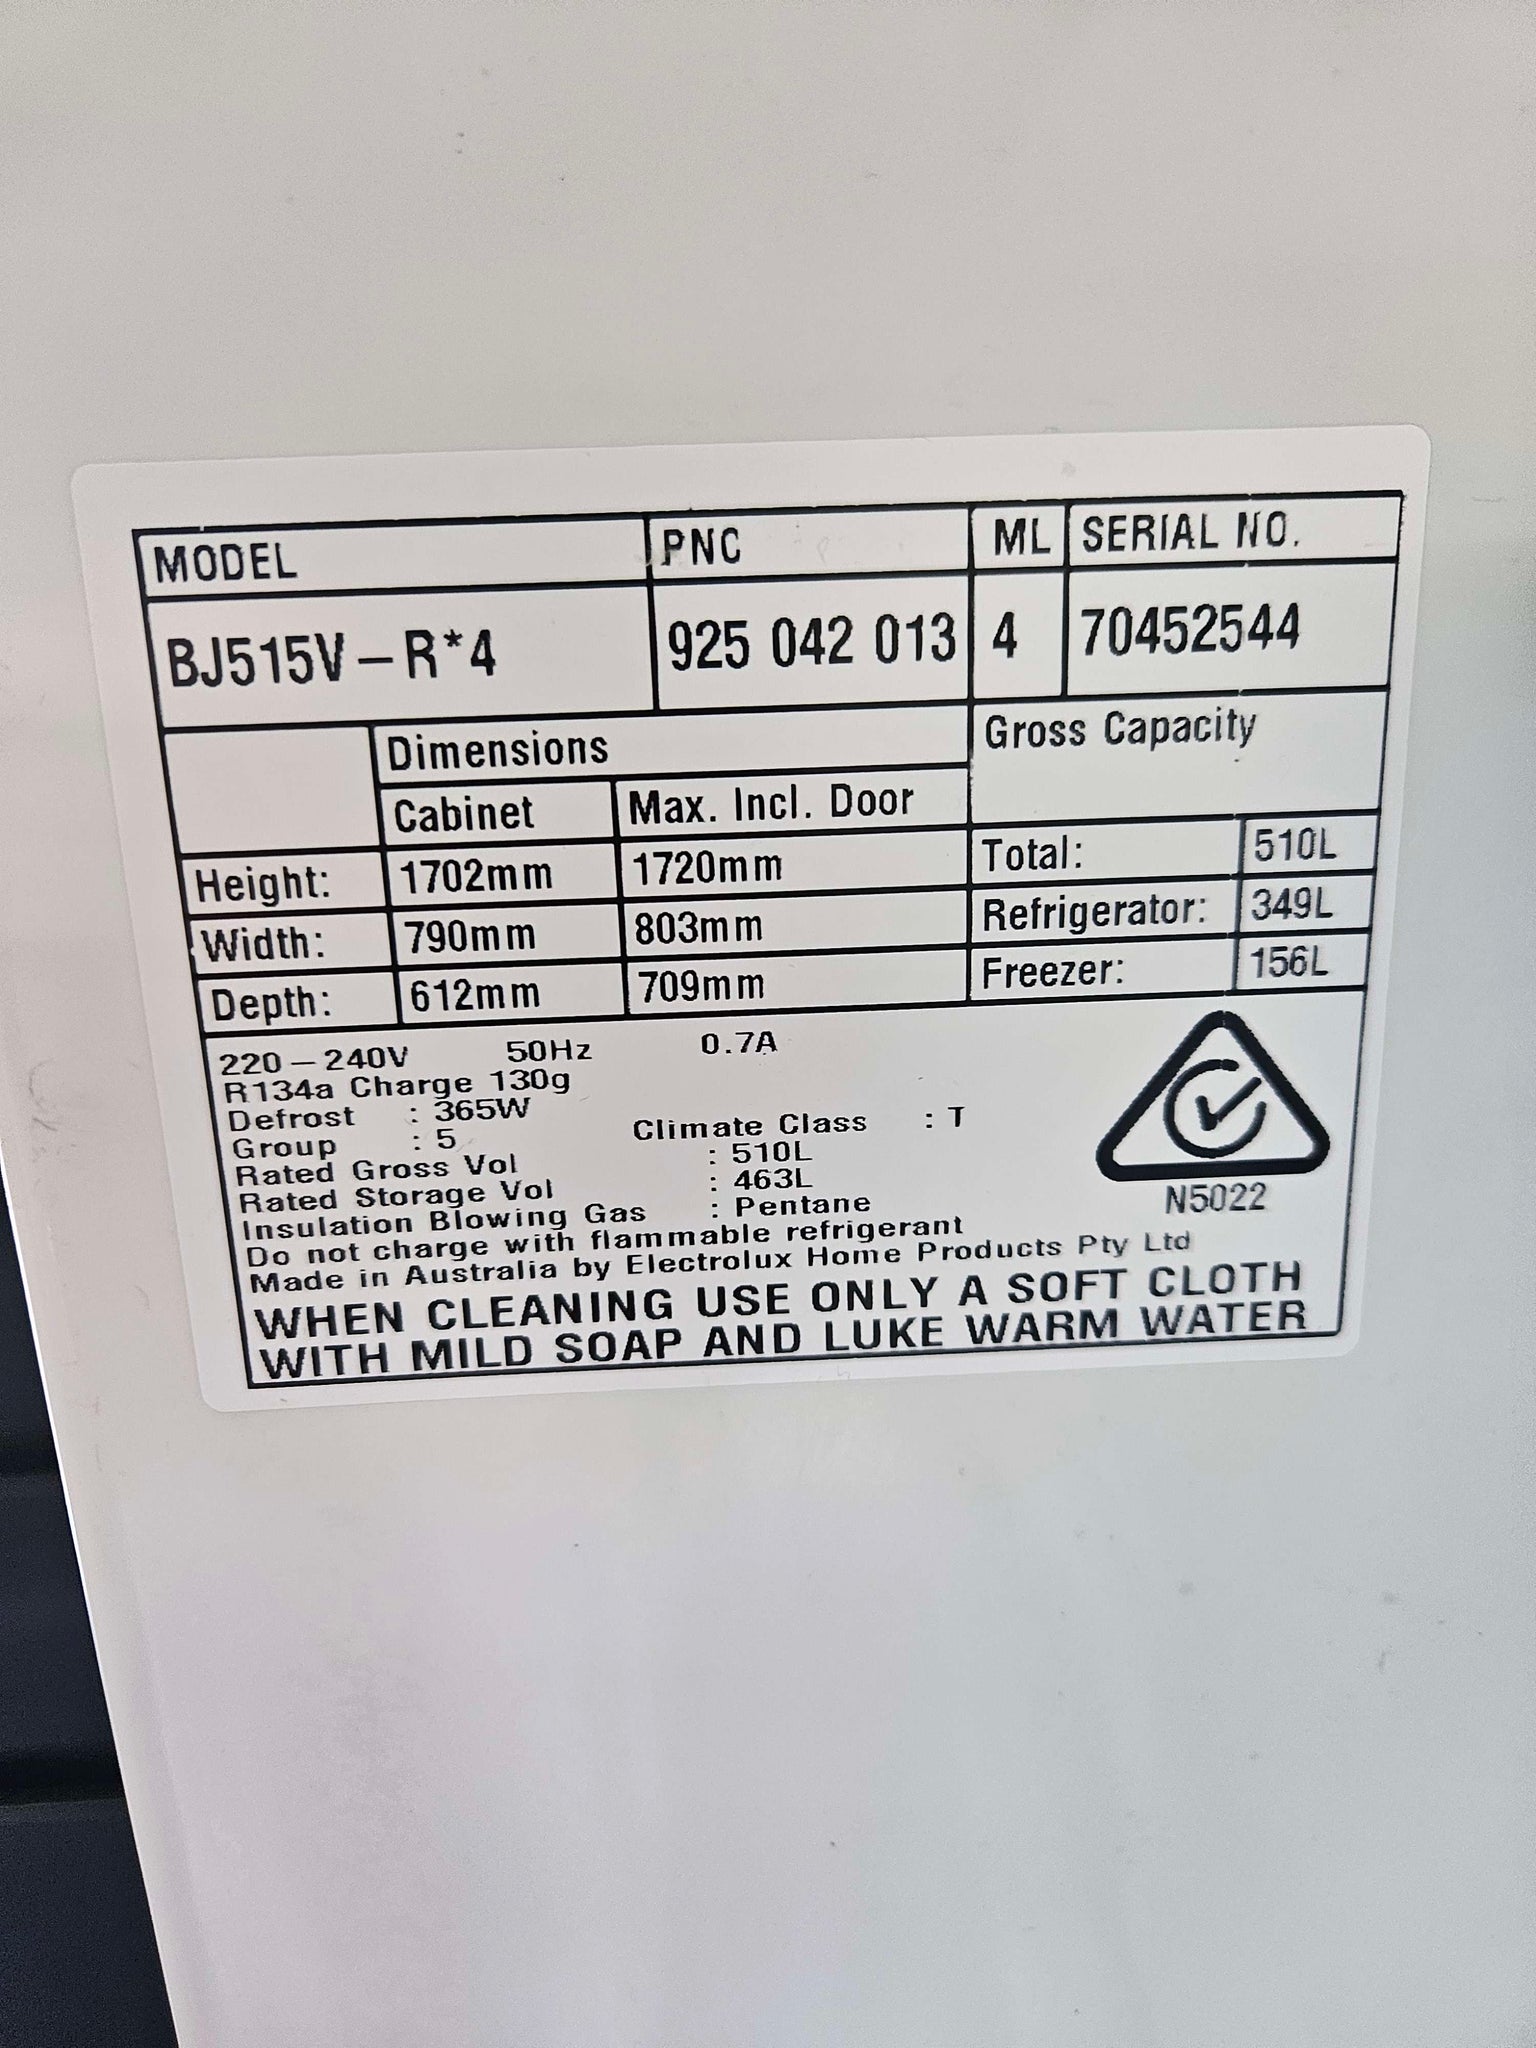 MODEL PNC ML SERIAL NO.
BJ515V-R*4 925 042 013 4 70452544
Dimensions Gross Capacity
Cabinet Max. Incl. Door
Height: 1702mm 1720mm Total: 510L
Width: 790mm 803mm Refrigerator: 349L
Depth: 612mm 709mm Freezer: 156L
220-240V 50Hz 0.7A
R134a Charge 130g
Defrost : 365W
Group : 5 Climate Class : T
Rated Gross Vol : 510L
Rated Storage Vol : 463L
Insulation Blowing Gas : Pentane
Do not charge with flammable refrigerant
Made in Australia by Electrolux Home Products Pty Ltd
N5022
WHEN CLEANING USE ONLY A SOFT CLOTH
WITH MILD SOAP AND LUKE WARM WATER